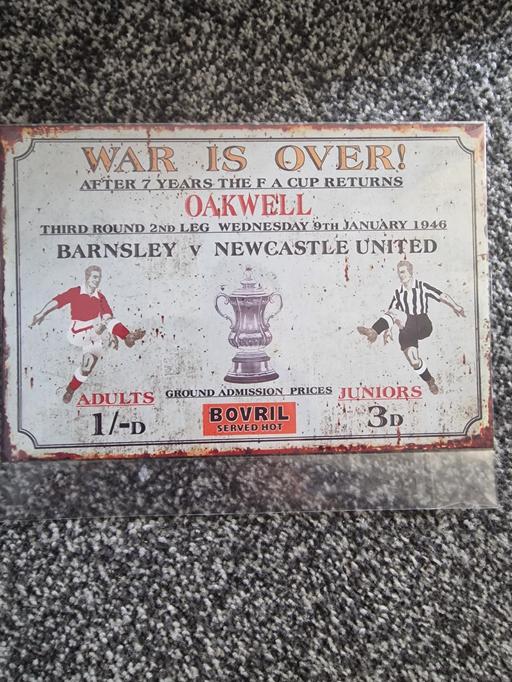 WAR IS OVER!
AFTER 7 YEARS THE F A CUP RETURNS
OAKWELL
THIRD ROUND 2ND LEG WEDNESDAY 9TH JANUARY 1946
BARNSLEY V NEWCASTLE UNITED
ADULTS
1/-D
GROUND ADMISSION PRICES
BOVRIL
SERVED HOT
JUNIORS
3D